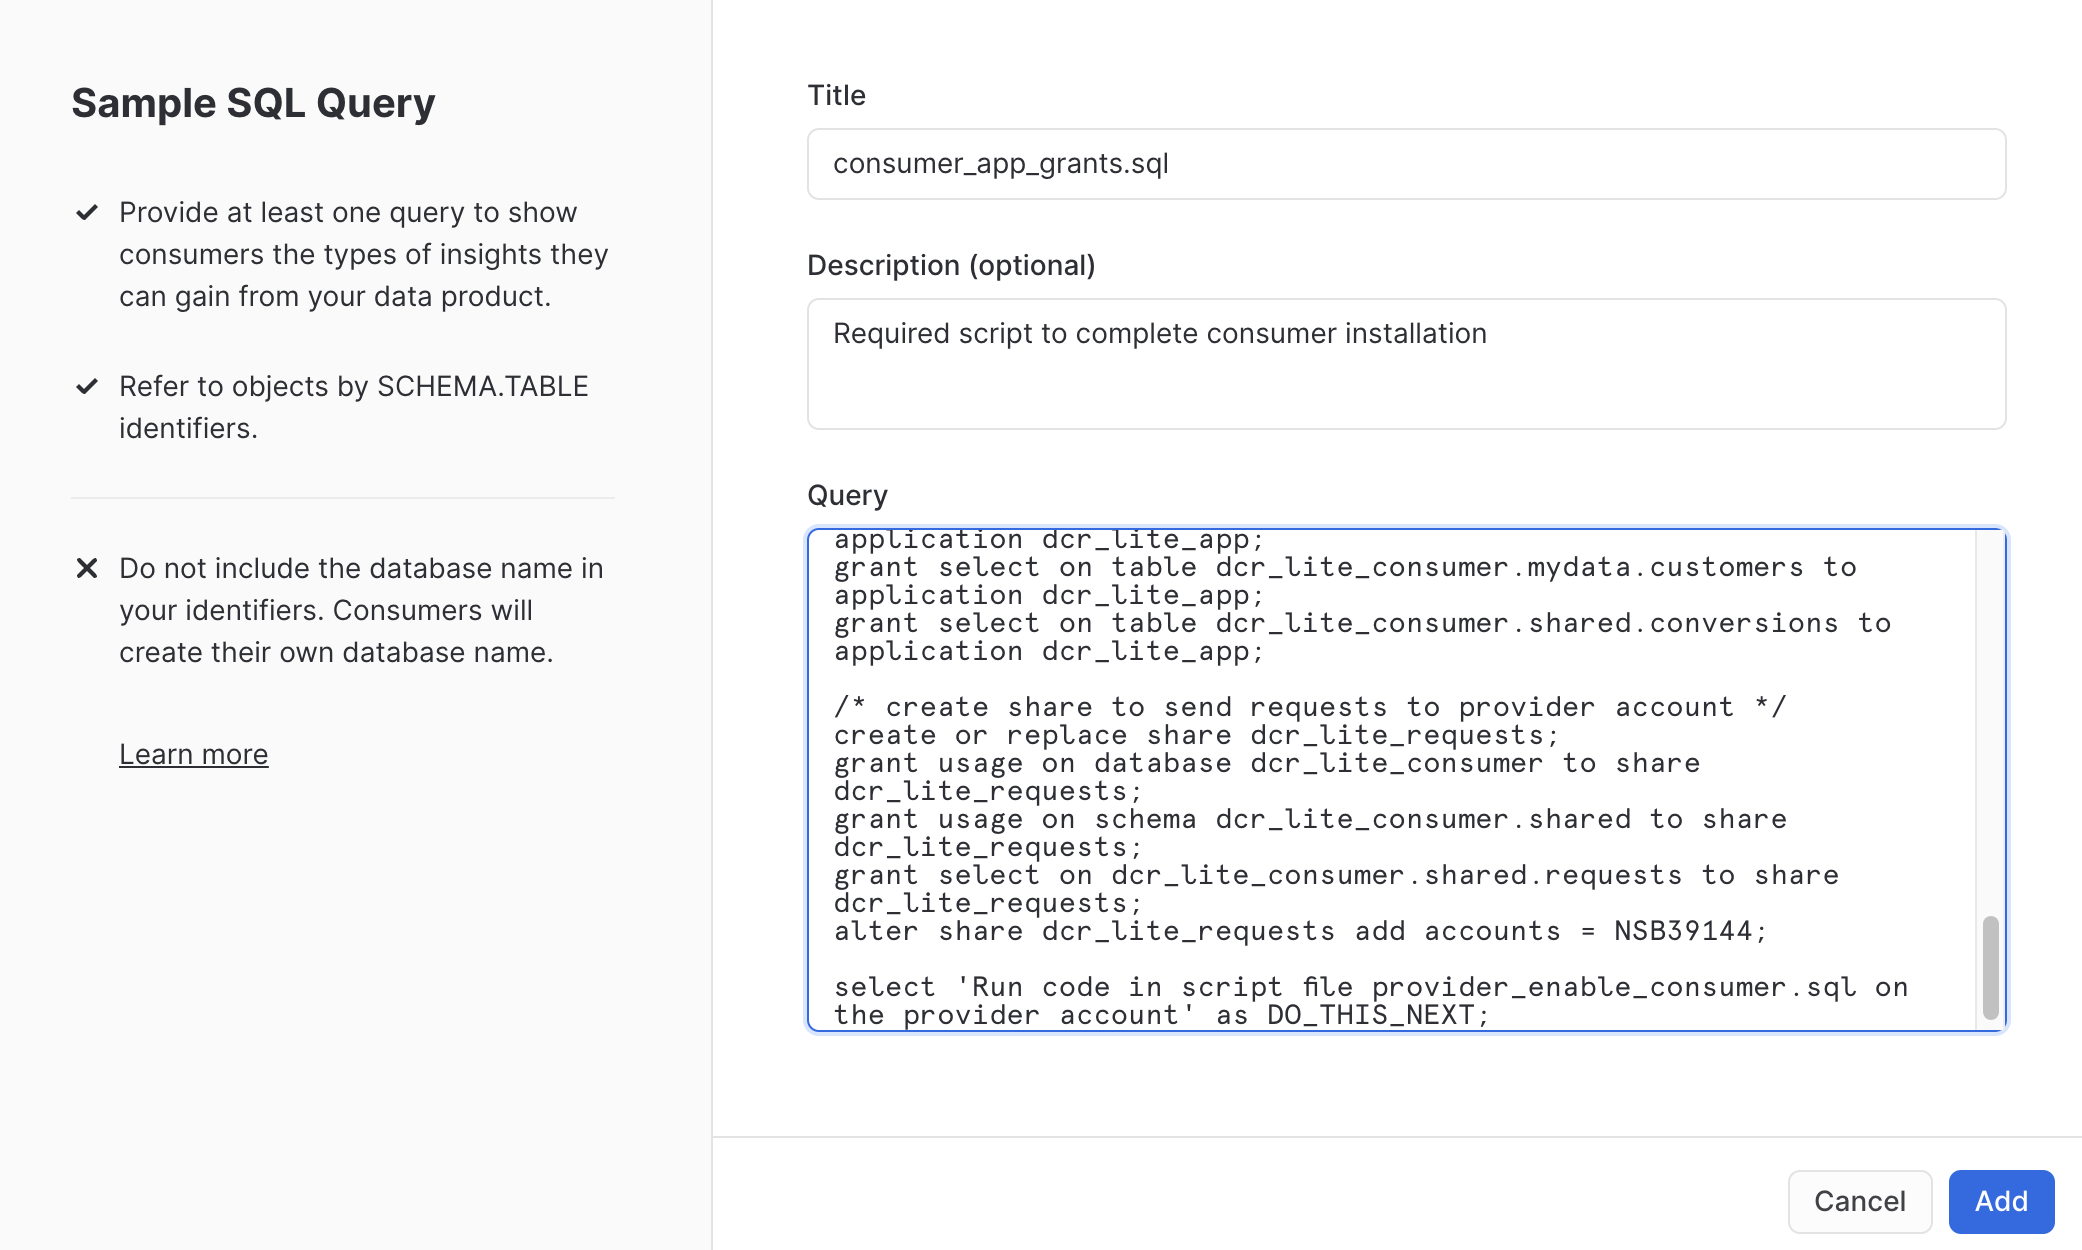 Sample SQL Query
Provide at least one query to show
consumers the types of insights they
can gain from your data product.
Refer to objects by SCHEMA.TABLE
identifiers.
Do not include the database name in
your identifiers. Consumers will
create their own database name.
Learn more
Title
consumer_app_grants.sql
Description (optional)
Required script to complete consumer installation
Query
application dcr_lite_app;
grant select on table dcr_lite_consumer.mydata.customers to
application dcr_lite_app;
grant select on table dcr_lite_consumer.shared.conversions to
application dcr_lite_app;
/* create share to send requests to provider account */
create or replace share dcr_lite_requests;
grant usage on database dcr_lite_consumer to share
dcr_lite_requests;
grant usage on schema dcr_lite_consumer.shared to share
dcr_lite_requests;
grant select on dcr_lite_consumer.shared.requests to share
dcr_lite_requests;
alter share dcr_lite_requests add accounts = NSB39144;
select 'Run code in script file provider_enable_consumer.sql on
the provider account' as DO_THIS_NEXT;
Cancel
Add